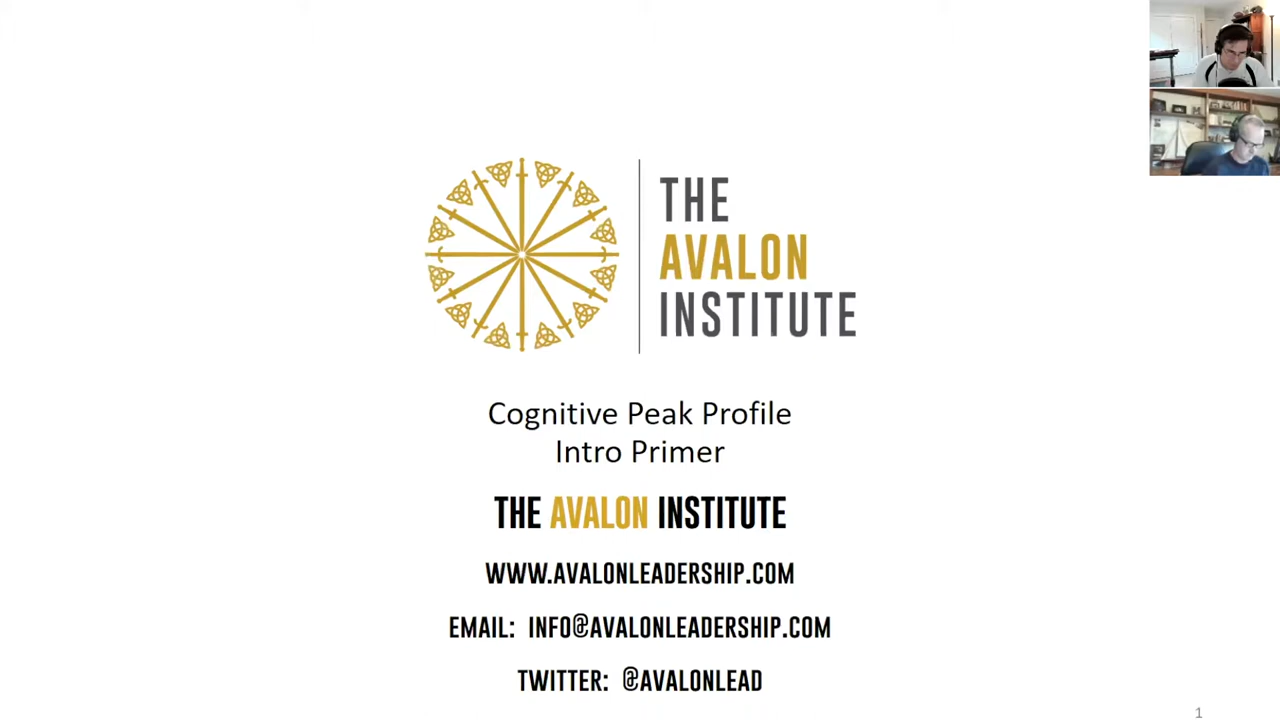 THE
AVALON
INSTITUTE
Cognitive Peak Profile
Intro Primer
THE AVALON INSTITUTE
WWW.AVALONLEADERSHIP.COM
EMAIL: INFO@AVALONLEADERSHIP.COM
TWITTER: @AVALONLEAD
1